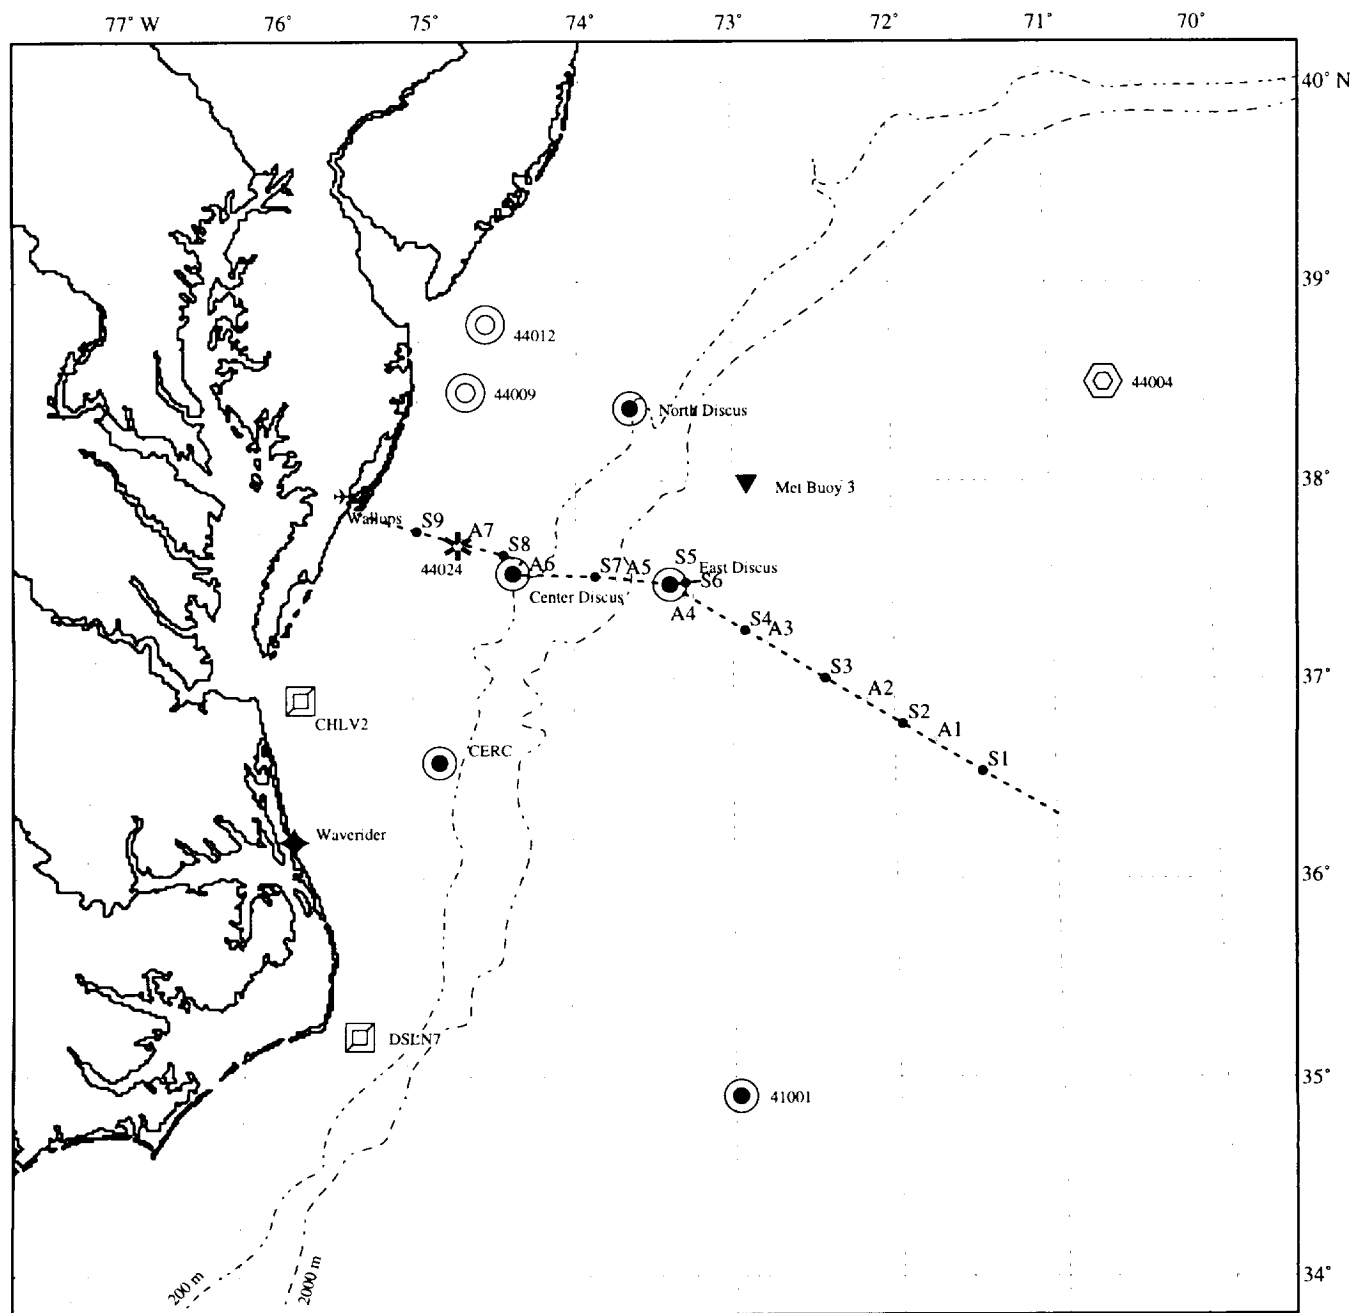 77° W 76° 75° 74° 73° 72° 71° 70°
40° N
39°
44012
44004
44009
North Discus
38°
Met Buoy 3
Wallups
S9
A7
S8
44024
A6
S7
A5
S5
East Discus
S6
Center Discus
A4
S4
A3
37°
S3
A2
S2
A1
CHLV2
CERC
S1
Waverider
36°
DSLN7
35°
41001
34°
200 m
2000 m